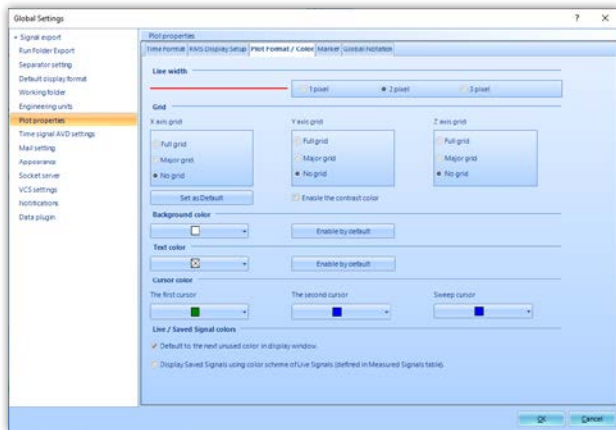 Global Settings
? X
Signal export
Run Folder Export
Separator setting
Default display format
Working folder
Engineering units
Plot properties
Time signal AVD settings
Mail setting
Appearance
Socket server
VCS settings
Notifications
Data plugin
Plot properties
Time Format RMS Display Setup Plot Format / Color Marker Global Notation
Line width
1 pixel 2 pixel 3 pixel
Grid
X axis grid Y axis grid Z axis grid
Full grid Full grid Full grid
Major grid Major grid Major grid
No grid No grid No grid
Set as Default Enable the contrast color
Background color
Enable by default
Text color
Enable by default
Cursor color
The first cursor The second cursor Sweep cursor
Live / Saved Signal colors
Default to the next unused color in display window.
Display Saved Signals using color scheme of Live Signals (defined in Measured Signals table).
OK Cancel